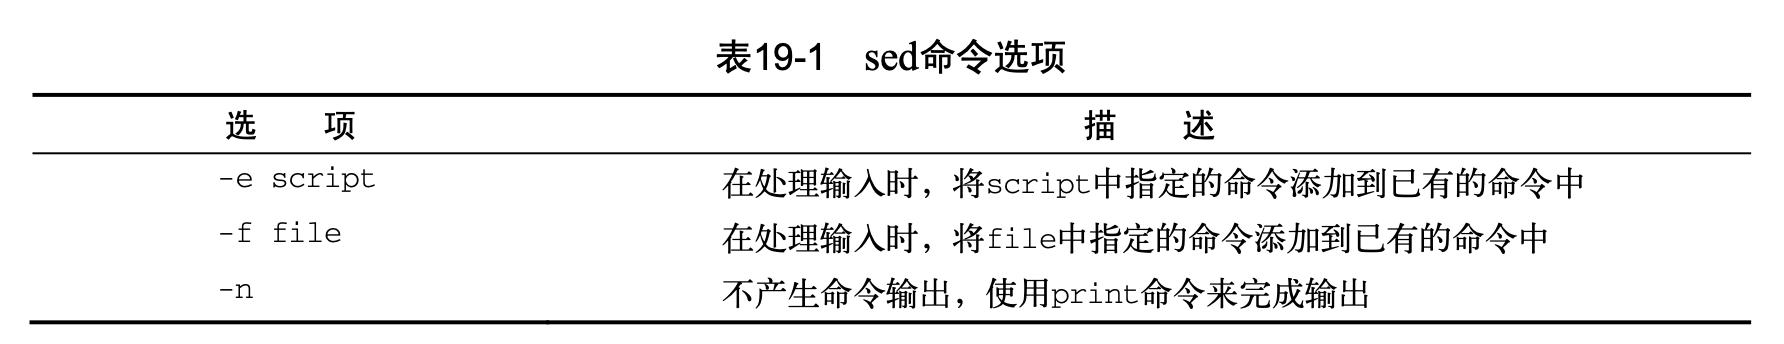 表19-1 sed命令选项
选 项 描 述
-e script 在处理输入时，将script中指定的命令添加到已有的命令中
-f file 在处理输入时，将file中指定的命令添加到已有的命令中
-n 不产生命令输出，使用print命令来完成输出